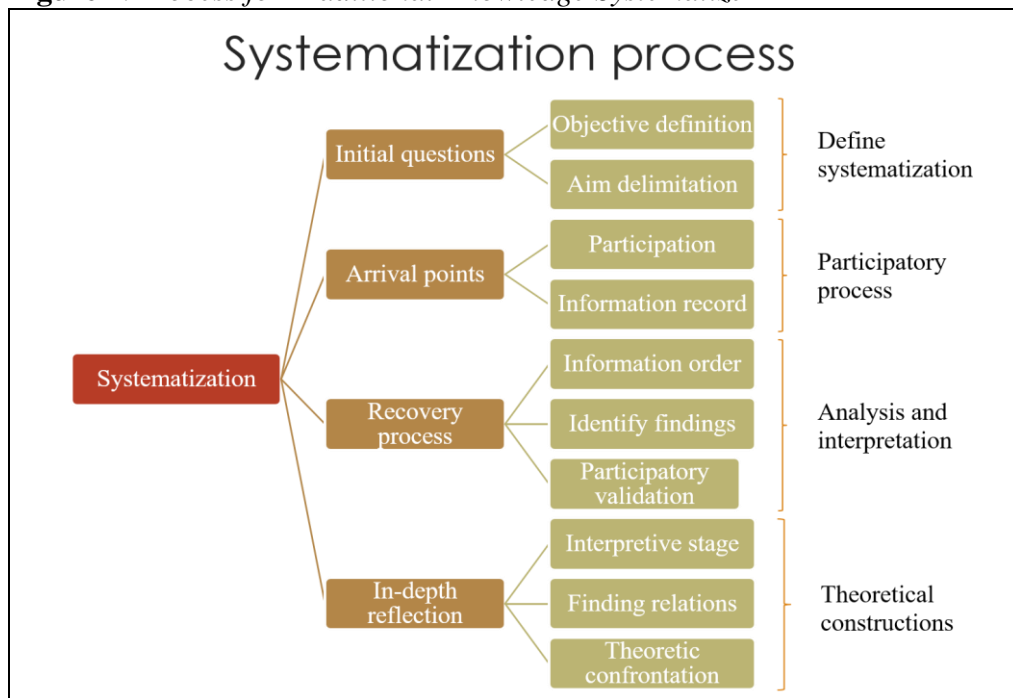 Systematization process
Initial questions
Objective definition
Aim delimitation
Define
systematization
Arrival points
Participation
Information record
Participatory
process
Systematization
Recovery
process
Information order
Identify findings
Participatory
validation
Analysis and
interpretation
In-depth
reflection
Interpretive stage
Finding relations
Theoretic
confrontation
Theoretical
constructions